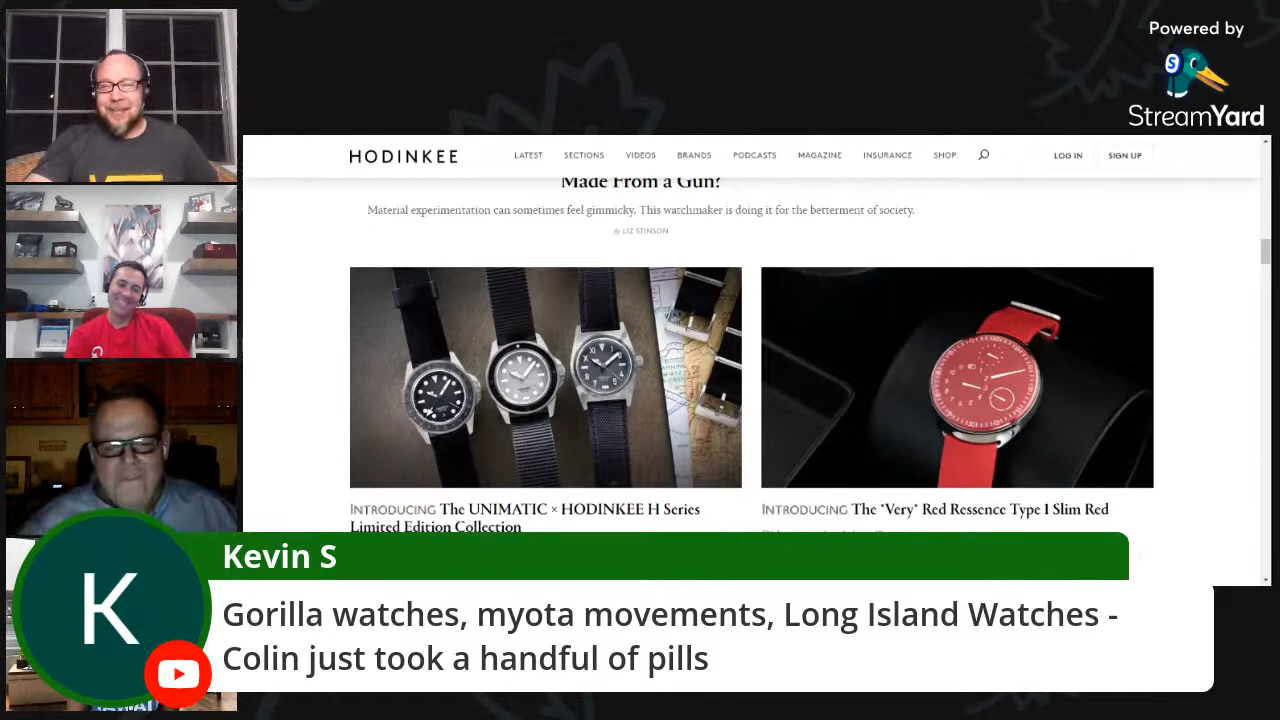 Powered by
StreamYard
HODINKEE
LATEST SECTIONS VIDEOS BRANDS PODCASTS MAGAZINE INSURANCE SHOP LOG IN SIGN UP
Made From a Gun?
Material experimentation can sometimes feel gimmicky. This watchmaker is doing it for the betterment of society.
by LIZ STINSON
INTRODUCING The UNIMATIC × HODINKEE H Series
Limited Edition Collection
INTRODUCING The "Very" Red Ressence Type 1 Slim Red
K
Kevin S
Gorilla watches, myota movements, Long Island Watches -
Colin just took a handful of pills